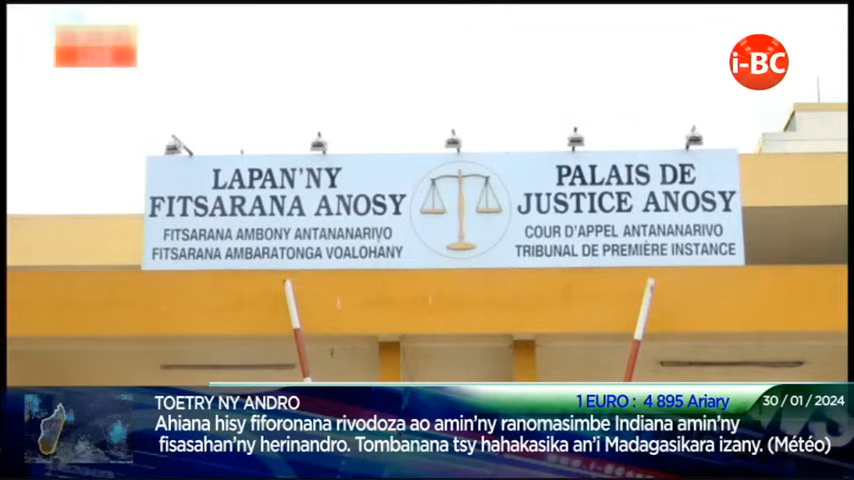 i-BC
LAPAN'NY
FITSARANA ANOSY
FITSARANA AMBONY ANTANANARIVO
FITSARANA AMBARATONGA VOALOHANY
PALAIS DE
JUSTICE ANOSY
COUR D'APPEL ANTANANARIVO
TRIBUNAL DE PREMIÈRE INSTANCE
TOETRY NY ANDRO
1 EURO : 4 895 Ariary
30 / 01 / 2024
Ahiana hisy fiforonana rivodoza ao amin'ny ranomasimbe Indiana amin'ny
fisasahan'ny herinandro. Tombanana tsy hahakasika an'i Madagasikara izany. (Météo)